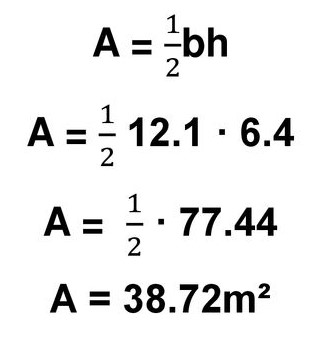 A = ½bh
A = ½ 12.1 · 6.4
A = ½ · 77.44
A = 38.72m²